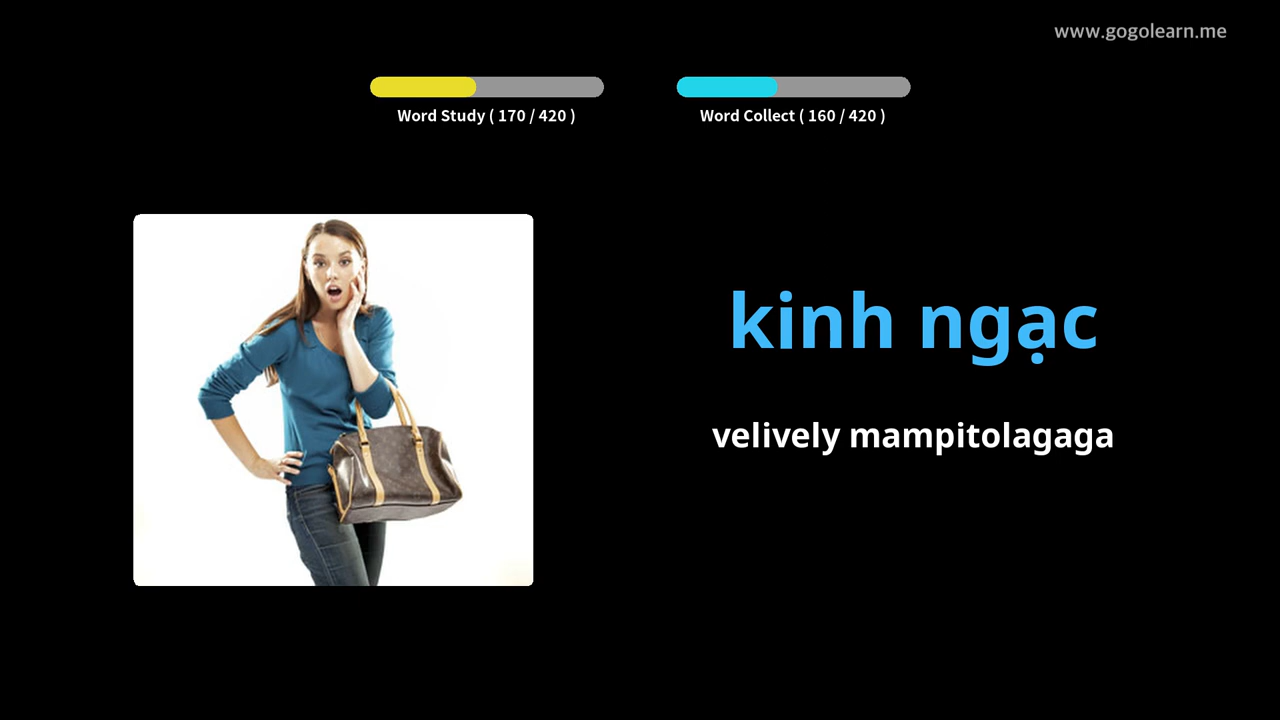 www.gogolearn.me
Word Study ( 170 / 420 )
Word Collect ( 160 / 420 )
kinh ngạc
velively mampitolagaga